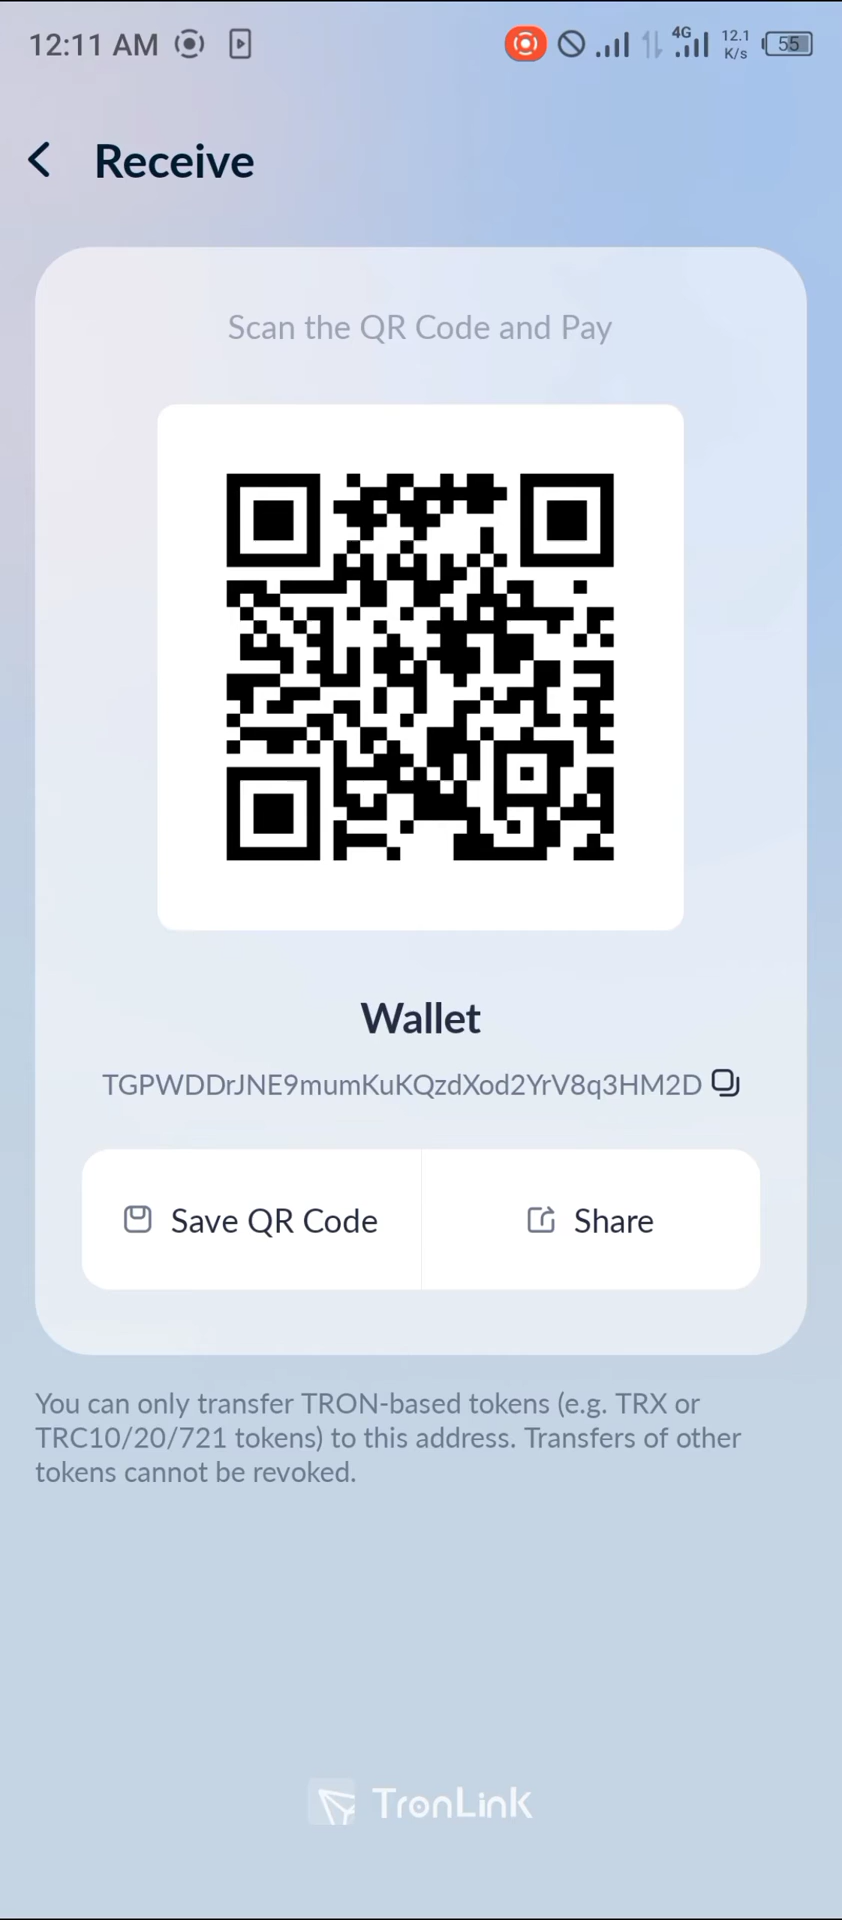 12:11 AM 4G 12.1 K/s 55
Receive
Scan the QR Code and Pay
Wallet
TGPWDDrJNE9mumKuKQzdXod2YrV8q3HM2D
Save QR Code Share
You can only transfer TRON-based tokens (e.g. TRX or
TRC10/20/721 tokens) to this address. Transfers of other
tokens cannot be revoked.
TronLink